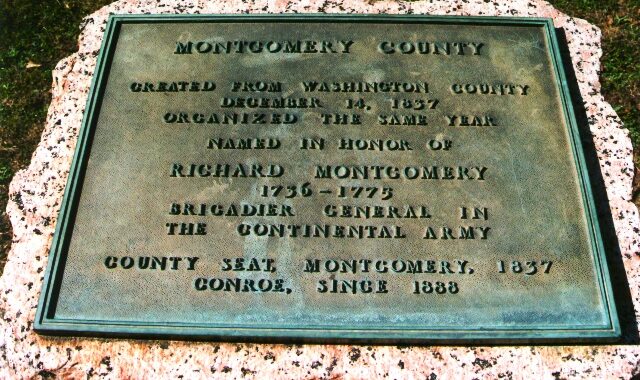 MONTGOMERY COUNTY
CREATED FROM WASHINGTON COUNTY
DECEMBER 14, 1837
ORGANIZED THE SAME YEAR
NAMED IN HONOR OF
RICHARD MONTGOMERY
1736-1775
BRIGADIER GENERAL IN
THE CONTINENTAL ARMY
COUNTY SEAT, MONTGOMERY, 1837
CONROE, SINCE 1888